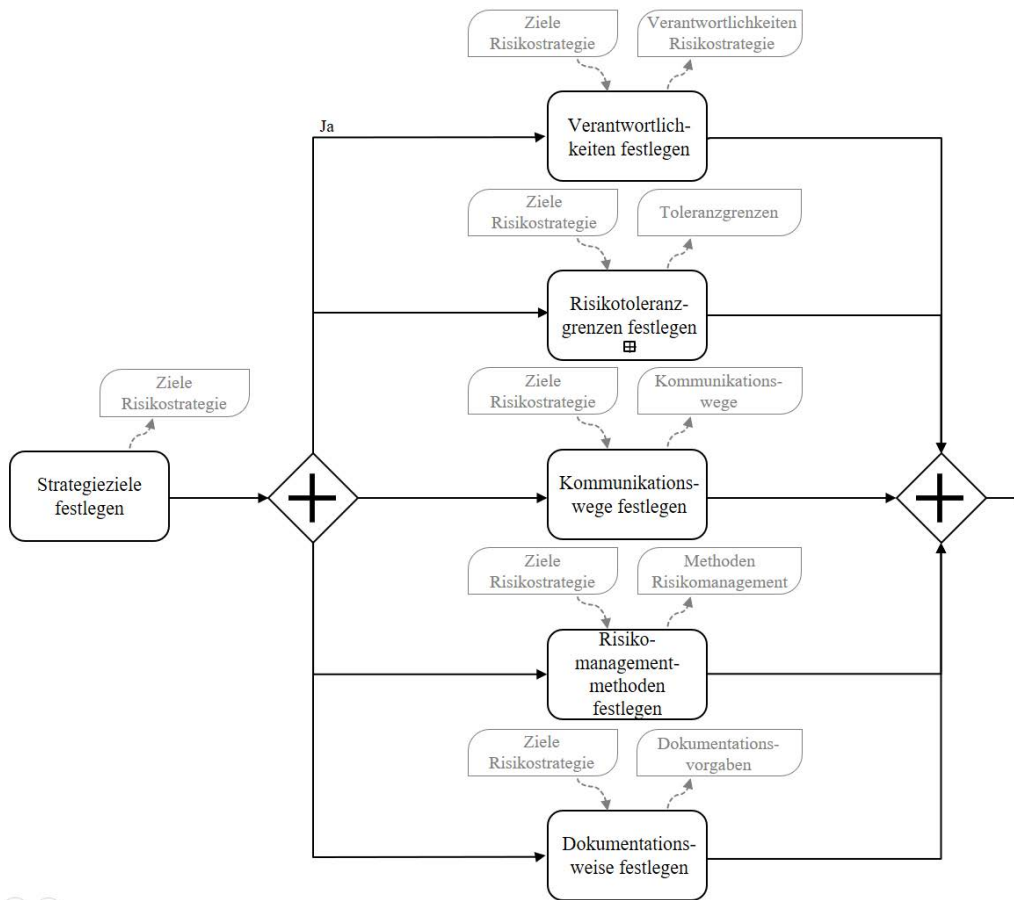 Ziele
Risikostrategie
Verantwortlichkeiten
Risikostrategie
Ja
Verantwortlich-
keiten festlegen
Ziele
Risikostrategie
Toleranzgrenzen
Risikotoleranz-
grenzen festlegen
Ziele
Risikostrategie
Ziele
Risikostrategie
Kommunikations-
wege
Strategieziele
festlegen
Kommunikations-
wege festlegen
Ziele
Risikostrategie
Methoden
Risikomanagement
Risiko-
management-
methoden
festlegen
Ziele
Risikostrategie
Dokumentations-
vorgaben
Dokumentations-
weise festlegen